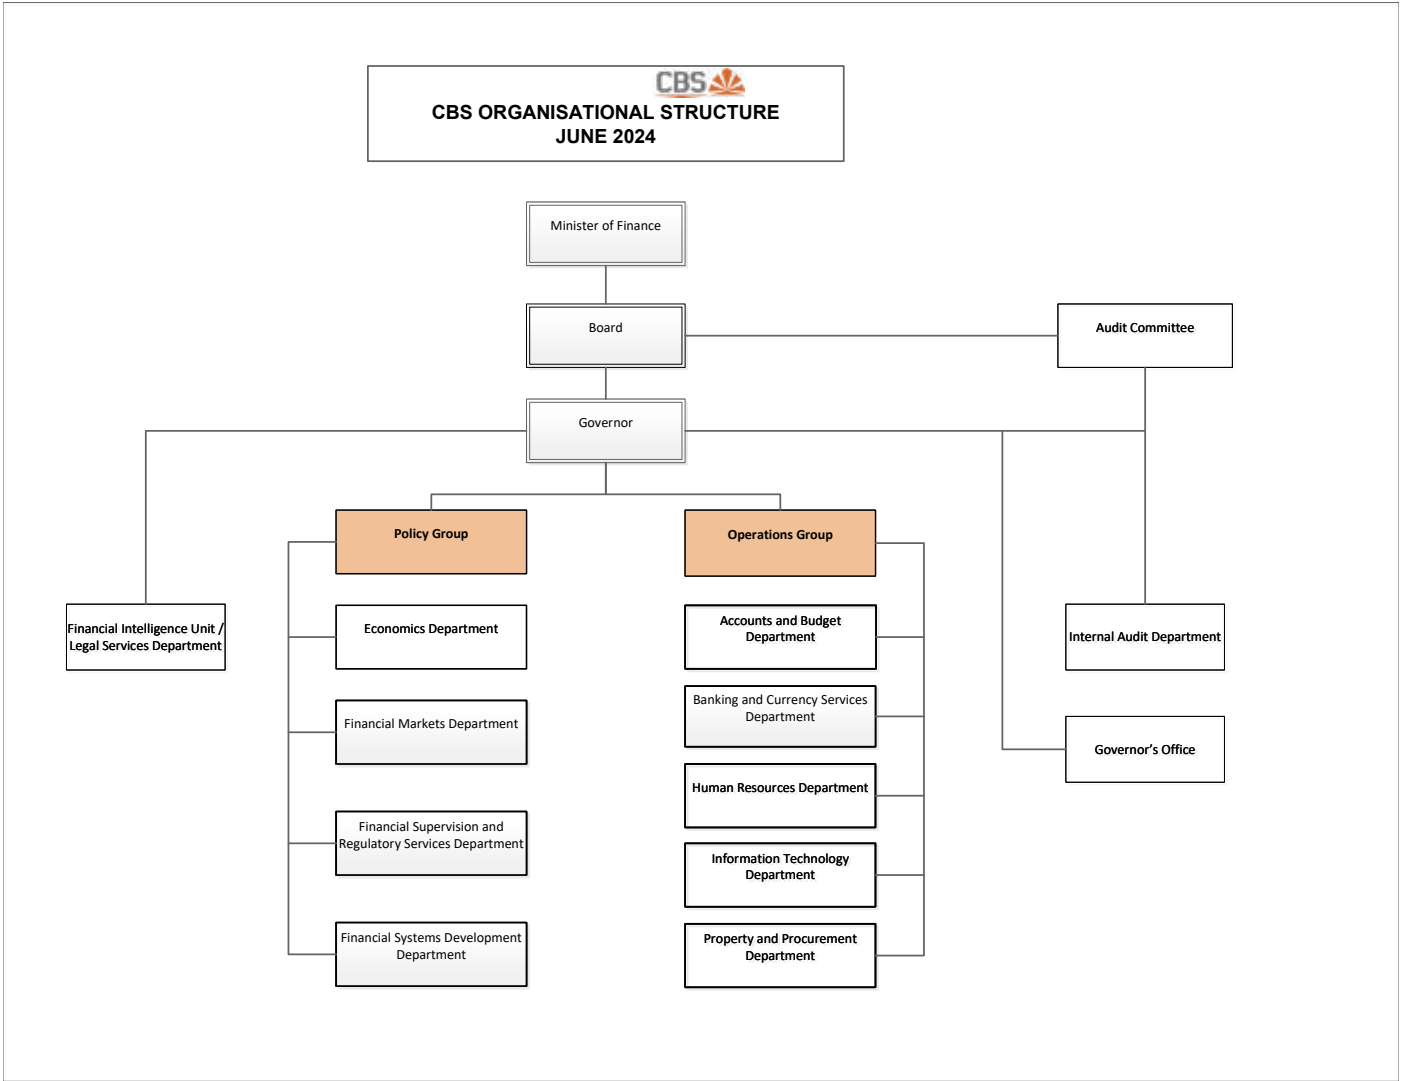 CBS
CBS ORGANISATIONAL STRUCTURE
JUNE 2024
Minister of Finance
Board
Audit Committee
Governor
Policy Group
Operations Group
Financial Intelligence Unit /
Legal Services Department
Economics Department
Accounts and Budget
Department
Internal Audit Department
Financial Markets Department
Banking and Currency Services
Department
Governor’s Office
Human Resources Department
Financial Supervision and
Regulatory Services Department
Information Technology
Department
Financial Systems Development
Department
Property and Procurement
Department